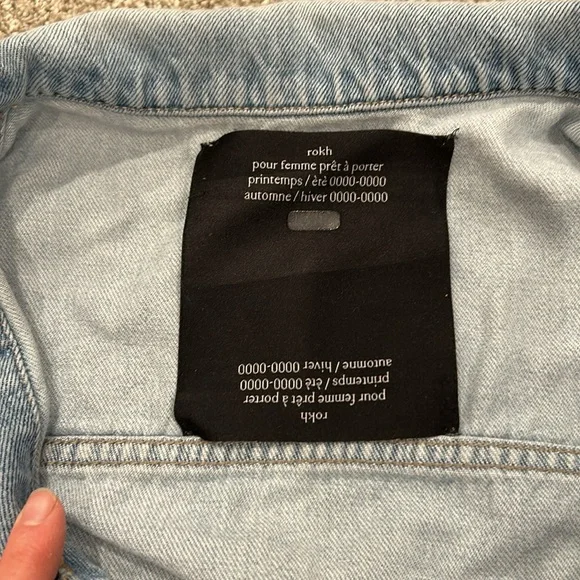 rokh
pour femme prêt à porter
printemps / ètè 0000-0000
automne / hiver 0000-0000
rokh
pour femme prêt à porter
printemps / ètè 0000-0000
automne / hiver 0000-0000